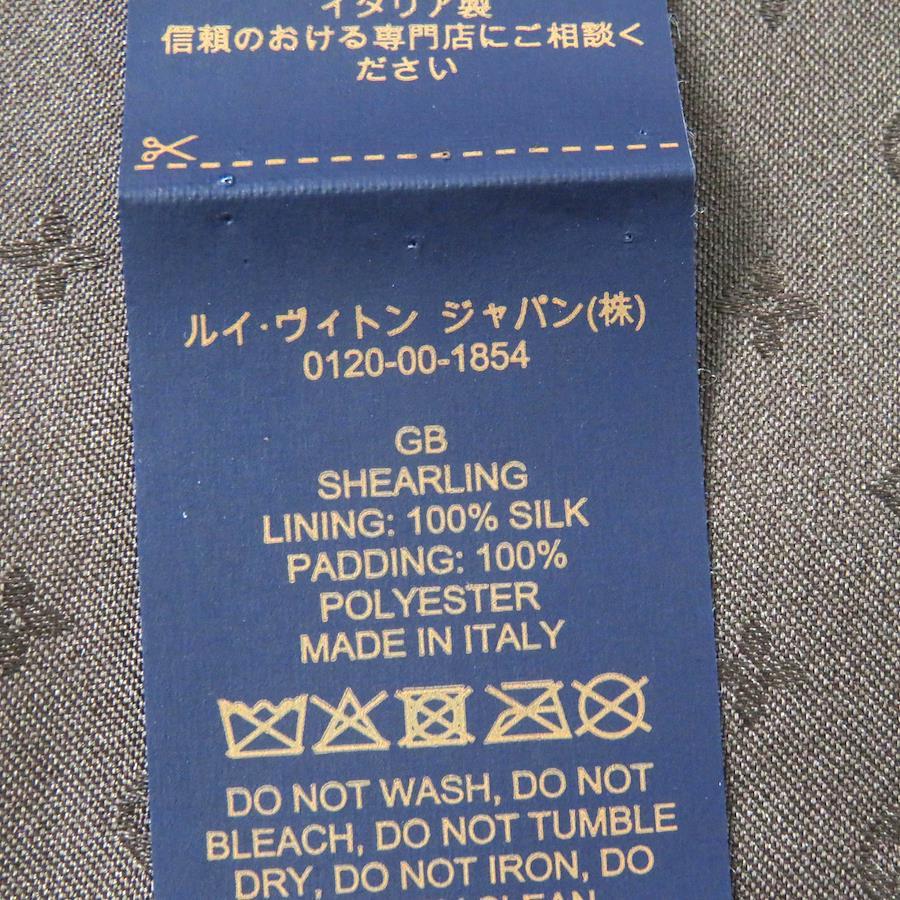 イタリア製
信頼のおける専門店にご相談く
ださい
ルイ・ヴィトン ジャパン(株)
0120-00-1854
GB
SHEARLING
LINING: 100% SILK
PADDING: 100%
POLYESTER
MADE IN ITALY
DO NOT WASH, DO NOT
BLEACH, DO NOT TUMBLE
DRY, DO NOT IRON, DO
CLEAN